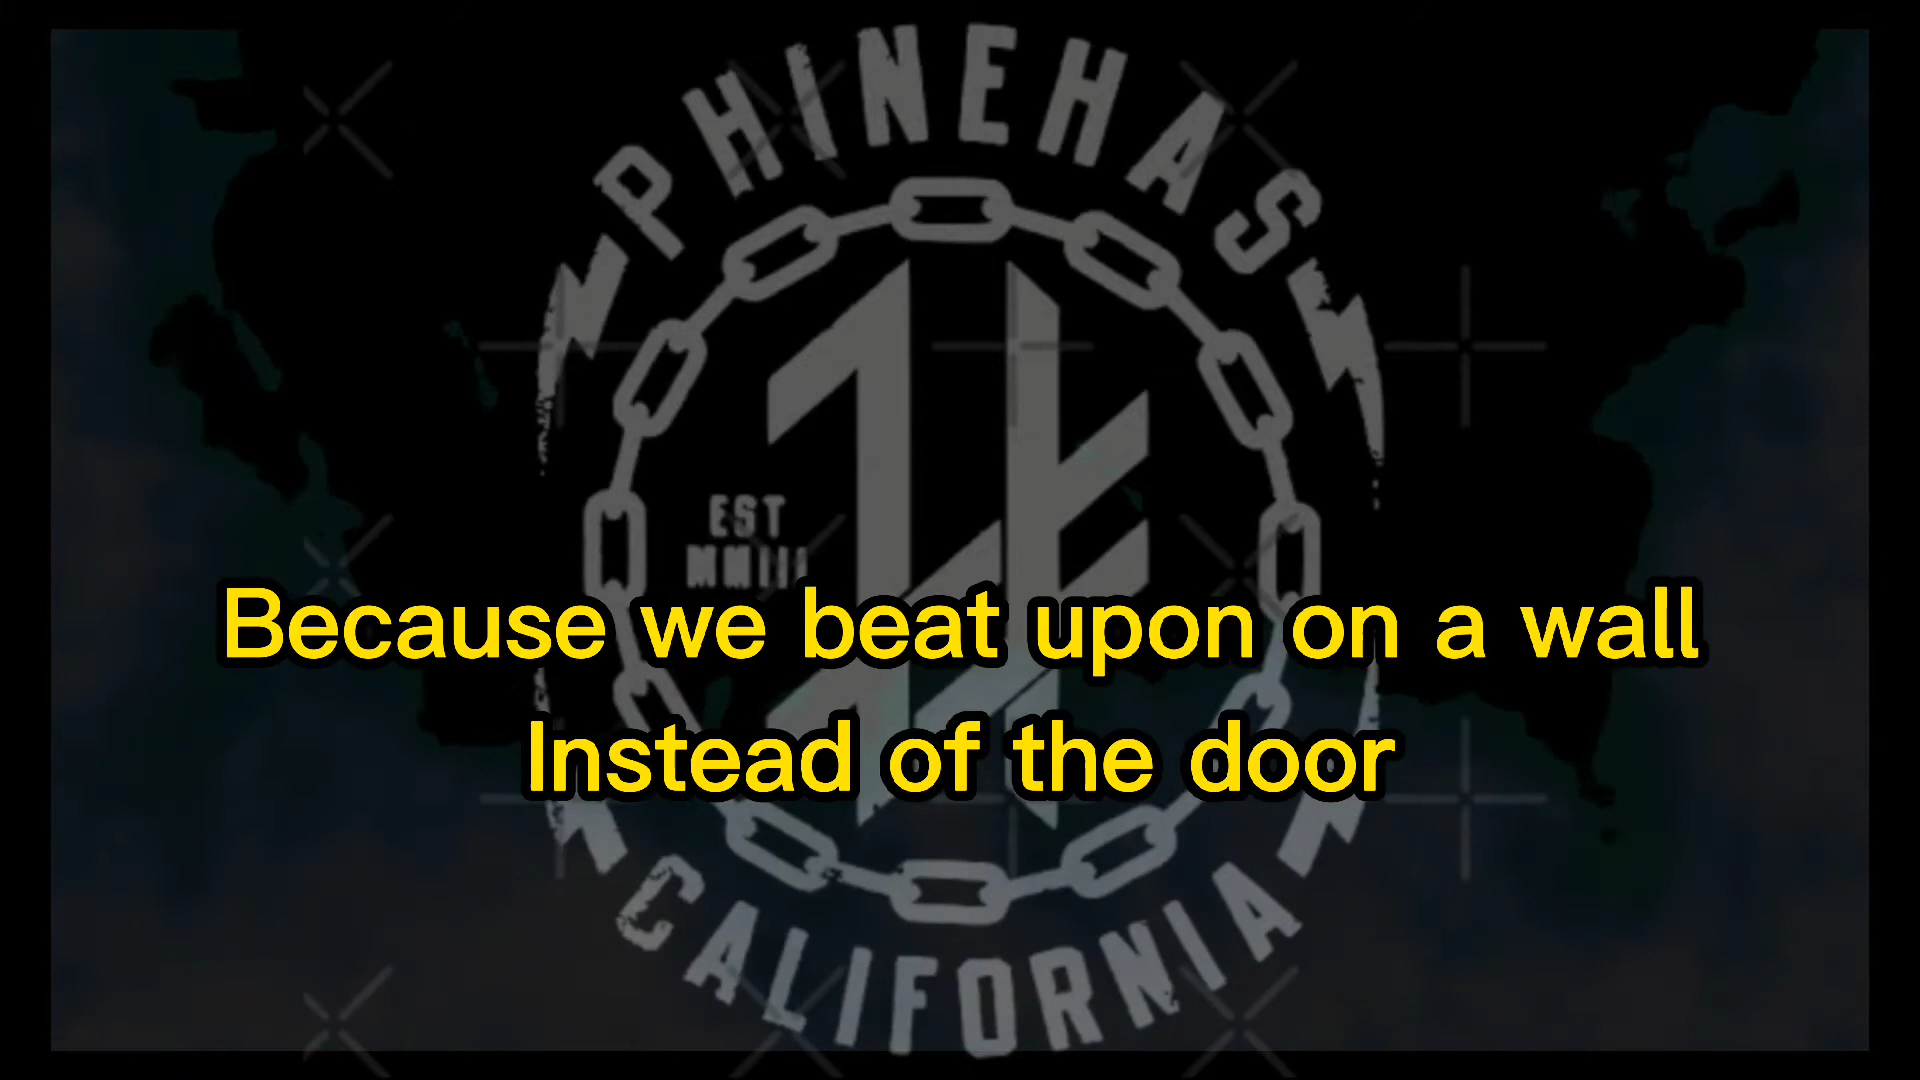 PHINEHAS
EST
MMIII
Because we beat upon on a wall
Instead of the door
CALIFORNIA